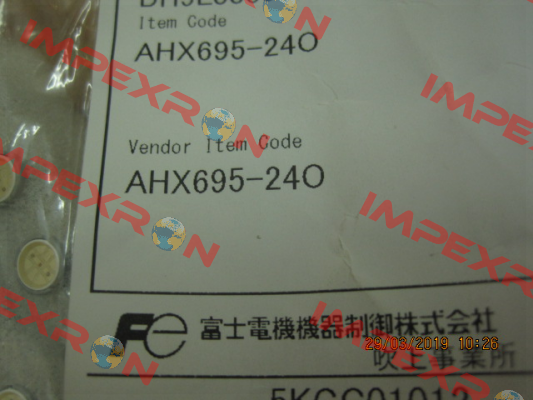 Item Code
AHX695-24O
Vendor Item Code
AHX695-24O
Fe 富士電機機器制御株式会社
吹上事業所
29/03/2019 10:26
IMPEXRON
IMPEXRON
IMPEXRON
IMPEXRON